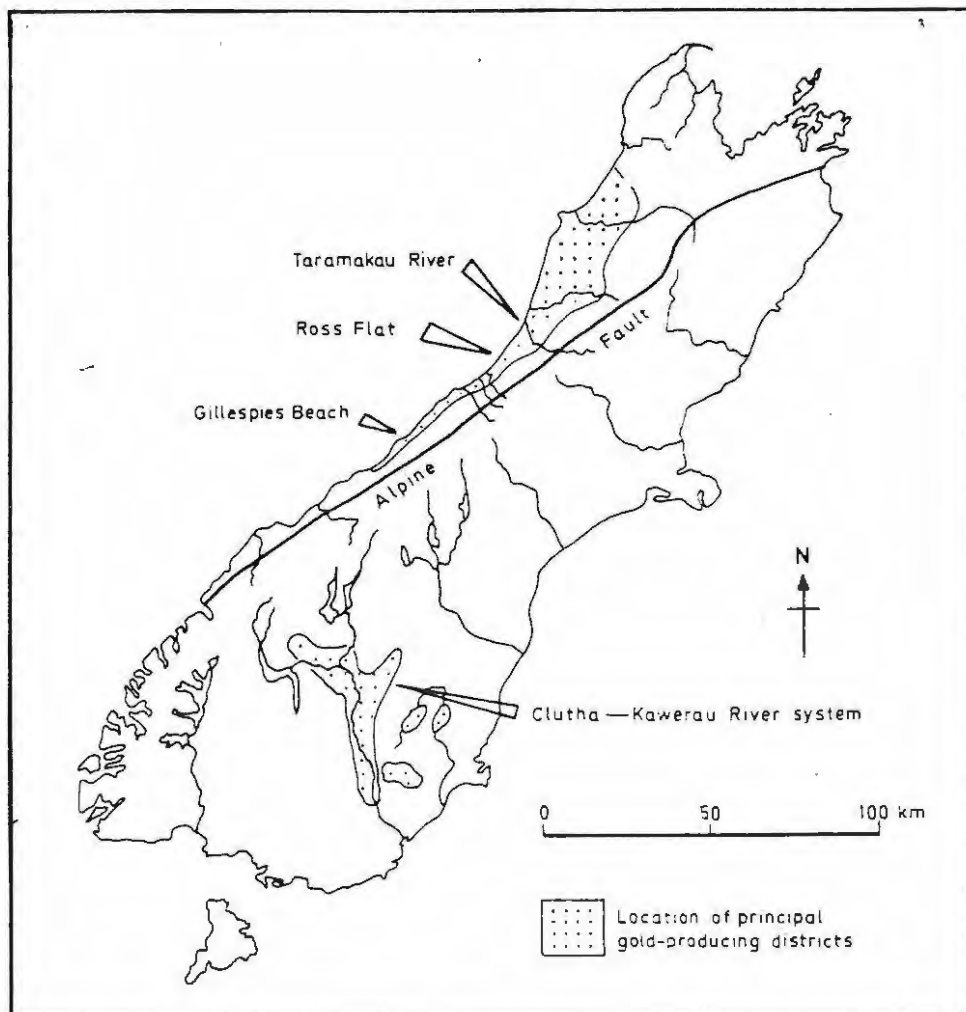 3
Taramakau River
Ross Flat
Gillespies Beach
Alpine Fault
N
Clutha — Kawerau River system
0 50 100 km
Location of principal
gold-producing districts